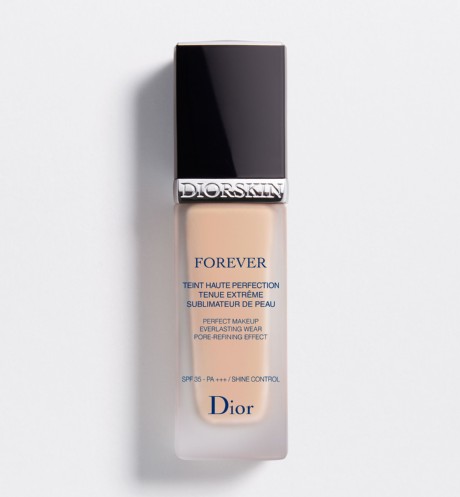 DIORSKIN
FOREVER
TEINT HAUTE PERFECTION
TENUE EXTRÊME
SUBLIMATEUR DE PEAU
PERFECT MAKEUP
EVERLASTING WEAR
PORE-REFINING EFFECT
SPF 35 - PA +++ / SHINE CONTROL
Dior